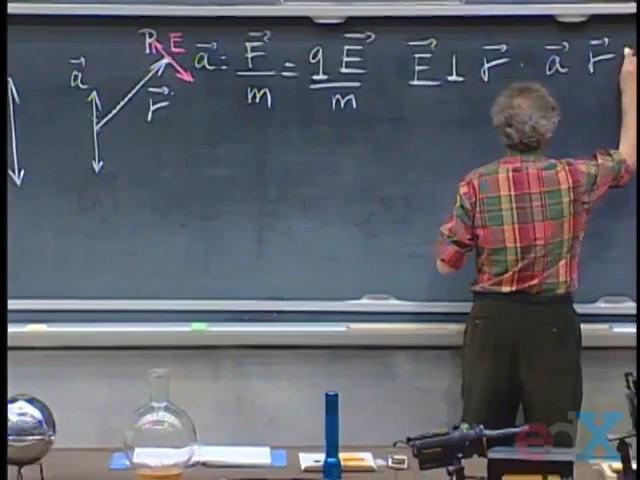 P E a⃗ = F⃗/m = qE⃗/m E⃗ ⊥ r⃗ · a⃗ r⃗
a⃗ r⃗
edX